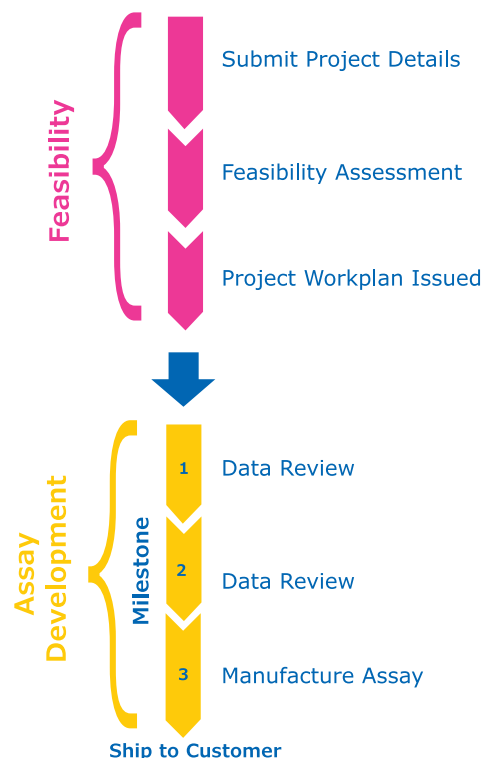 Feasibility
Submit Project Details
Feasibility Assessment
Project Workplan Issued
Assay
Development
Milestone
1
Data Review
2
Data Review
3
Manufacture Assay
Ship to Customer